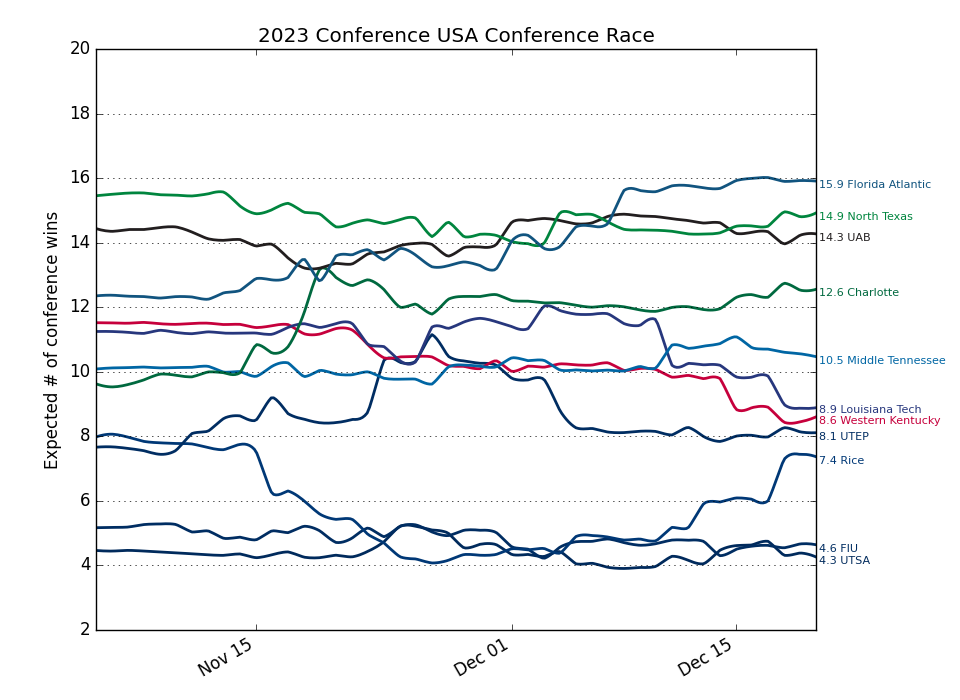 2023 Conference USA Conference Race
Expected # of conference wins
20
18
16
14
12
10
8
6
4
2
Nov 15
Dec 01
Dec 15
15.9 Florida Atlantic
14.9 North Texas
14.3 UAB
12.6 Charlotte
10.5 Middle Tennessee
8.9 Louisiana Tech
8.6 Western Kentucky
8.1 UTEP
7.4 Rice
4.6 FIU
4.3 UTSA